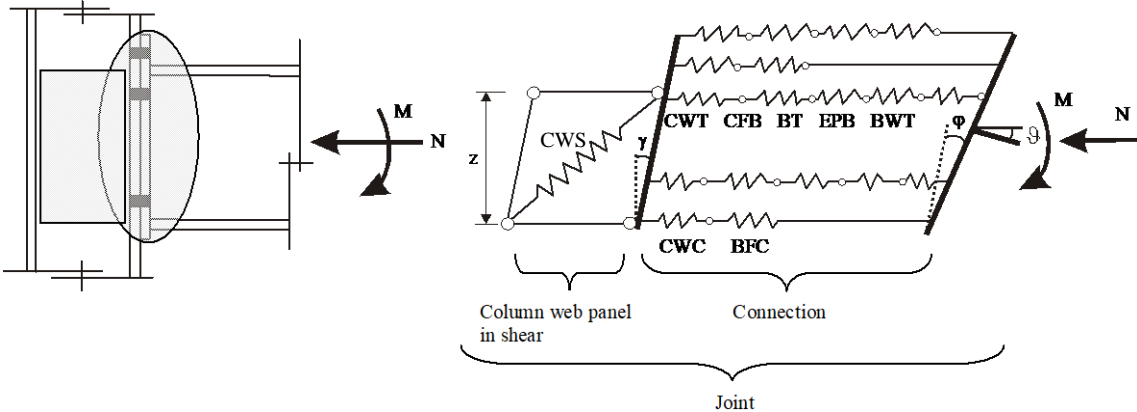 M
N
z
CWS
γ
CWT CFB BT EPB BWT
φ
ϑ
M
N
CWC BFC
Column web panel
in shear
Connection
Joint